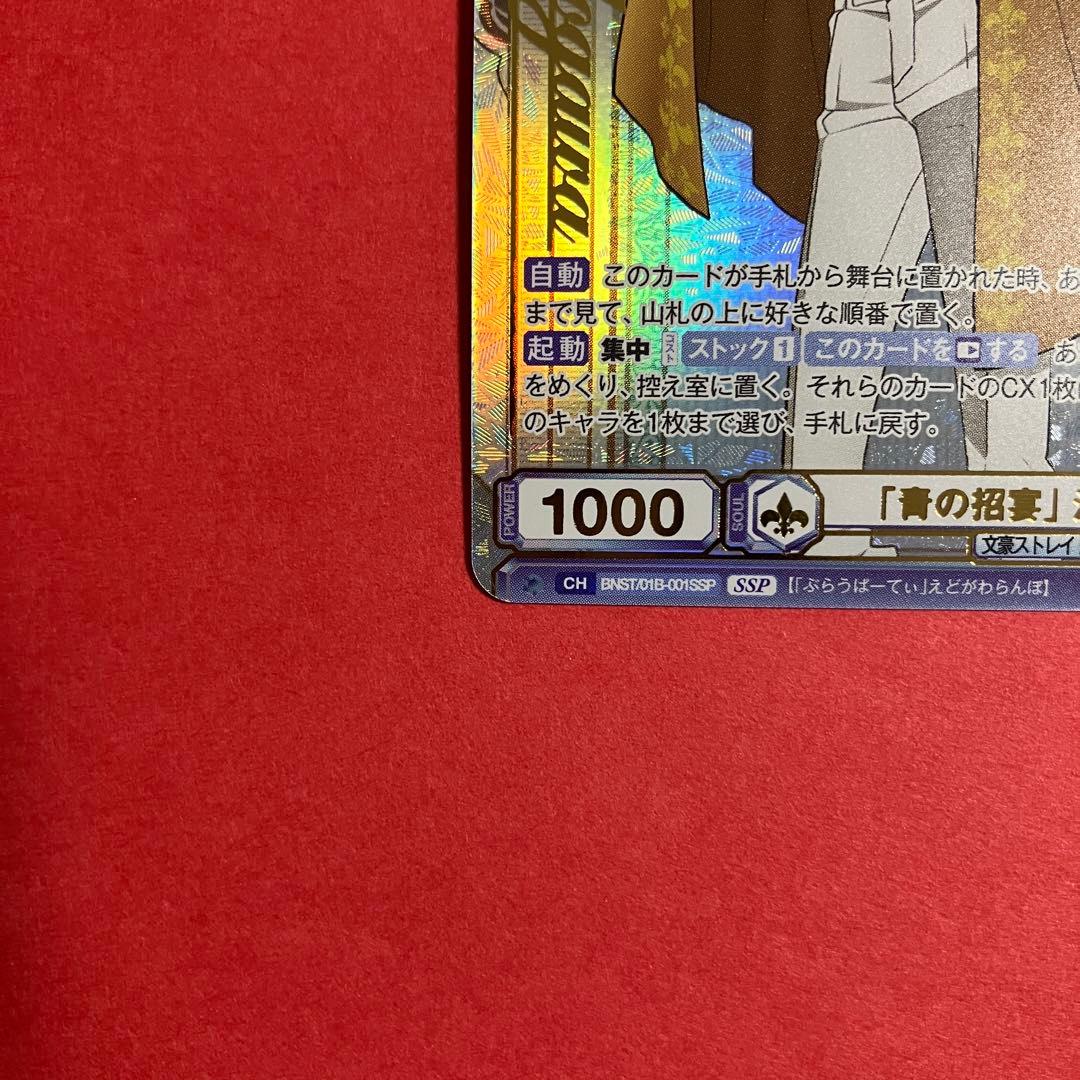 自動 このカードが手札から舞台に置かれた時、あ
まで見て、山札の上に好きな順番で置く。
起動 集中 コスト ストック1 このカードをする あ
をめくり、控え室に置く。それらのカードのCX1枚
のキャラを1枚まで選び、手札に戻す。
POWER 1000 SOUL 「青の招宴」
文豪ストレイ
CH BNST/01B-001SSP SSP 【「ぶらうぱーてぃ」えどがわらんぽ】